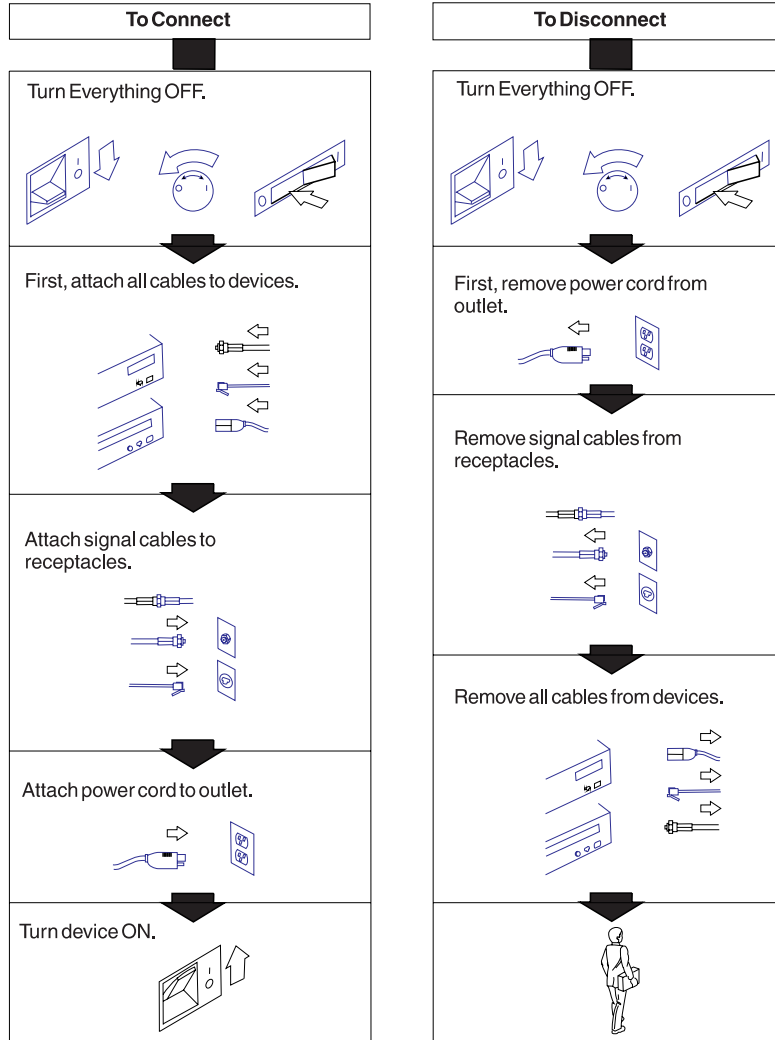 To Connect
Turn Everything OFF.
First, attach all cables to devices.
Attach signal cables to
receptacles.
Attach power cord to outlet.
Turn device ON.
To Disconnect
Turn Everything OFF.
First, remove power cord from
outlet.
Remove signal cables from
receptacles.
Remove all cables from devices.